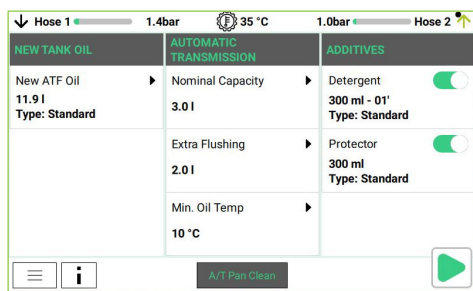 Hose 1 1.4bar 35 °C 1.0bar Hose 2
NEW TANK OIL
New ATF Oil
11.9 l
Type: Standard
AUTOMATIC
TRANSMISSION
Nominal Capacity
3.0 l
Extra Flushing
2.0 l
Min. Oil Temp
10 °C
ADDITIVES
Detergent
300 ml - 01'
Type: Standard
Protector
300 ml
Type: Standard
i
A/T Pan Clean